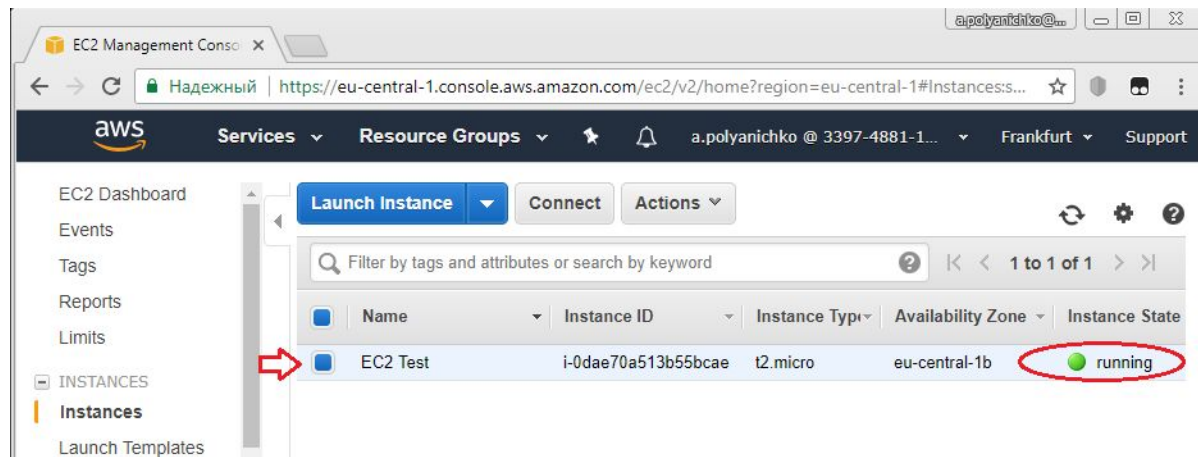 a.polyanichko@...
EC2 Management Conso
Надежный https://eu-central-1.console.aws.amazon.com/ec2/v2/home?region=eu-central-1#Instances:s...
aws Services Resource Groups a.polyanichko @ 3397-4881-1... Frankfurt Support
EC2 Dashboard
Events
Tags
Reports
Limits
INSTANCES
Instances
Launch Templates
Launch Instance Connect Actions
Filter by tags and attributes or search by keyword 1 to 1 of 1
Name Instance ID Instance Type Availability Zone Instance State
EC2 Test i-0dae70a513b55bcae t2.micro eu-central-1b running